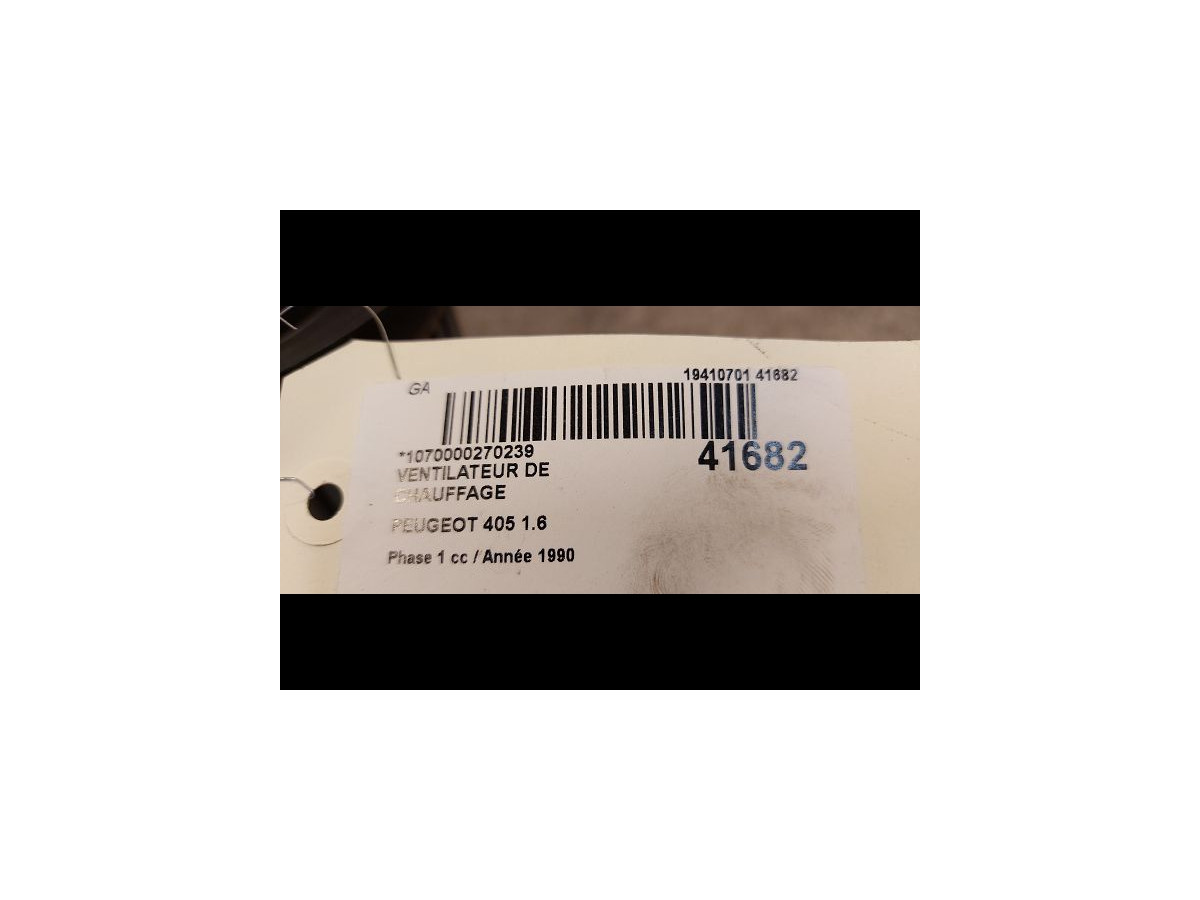 GA
19410701 41682
*1070000270239
41682
VENTILATEUR DE
CHAUFFAGE
PEUGEOT 405 1.6
Phase 1 cc / Année 1990